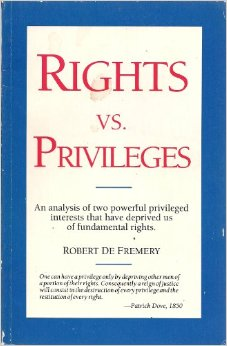 RIGHTS
VS.
PRIVILEGES
An analysis of two powerful privileged
interests that have deprived us
of fundamental rights.
ROBERT DE FREMERY
One can have a privilege only by depriving other men of
a portion of their rights. Consequently a reign of justice
will consist in the destruction of every privilege and the
restitution of every right.
—Patrick Dove, 1850